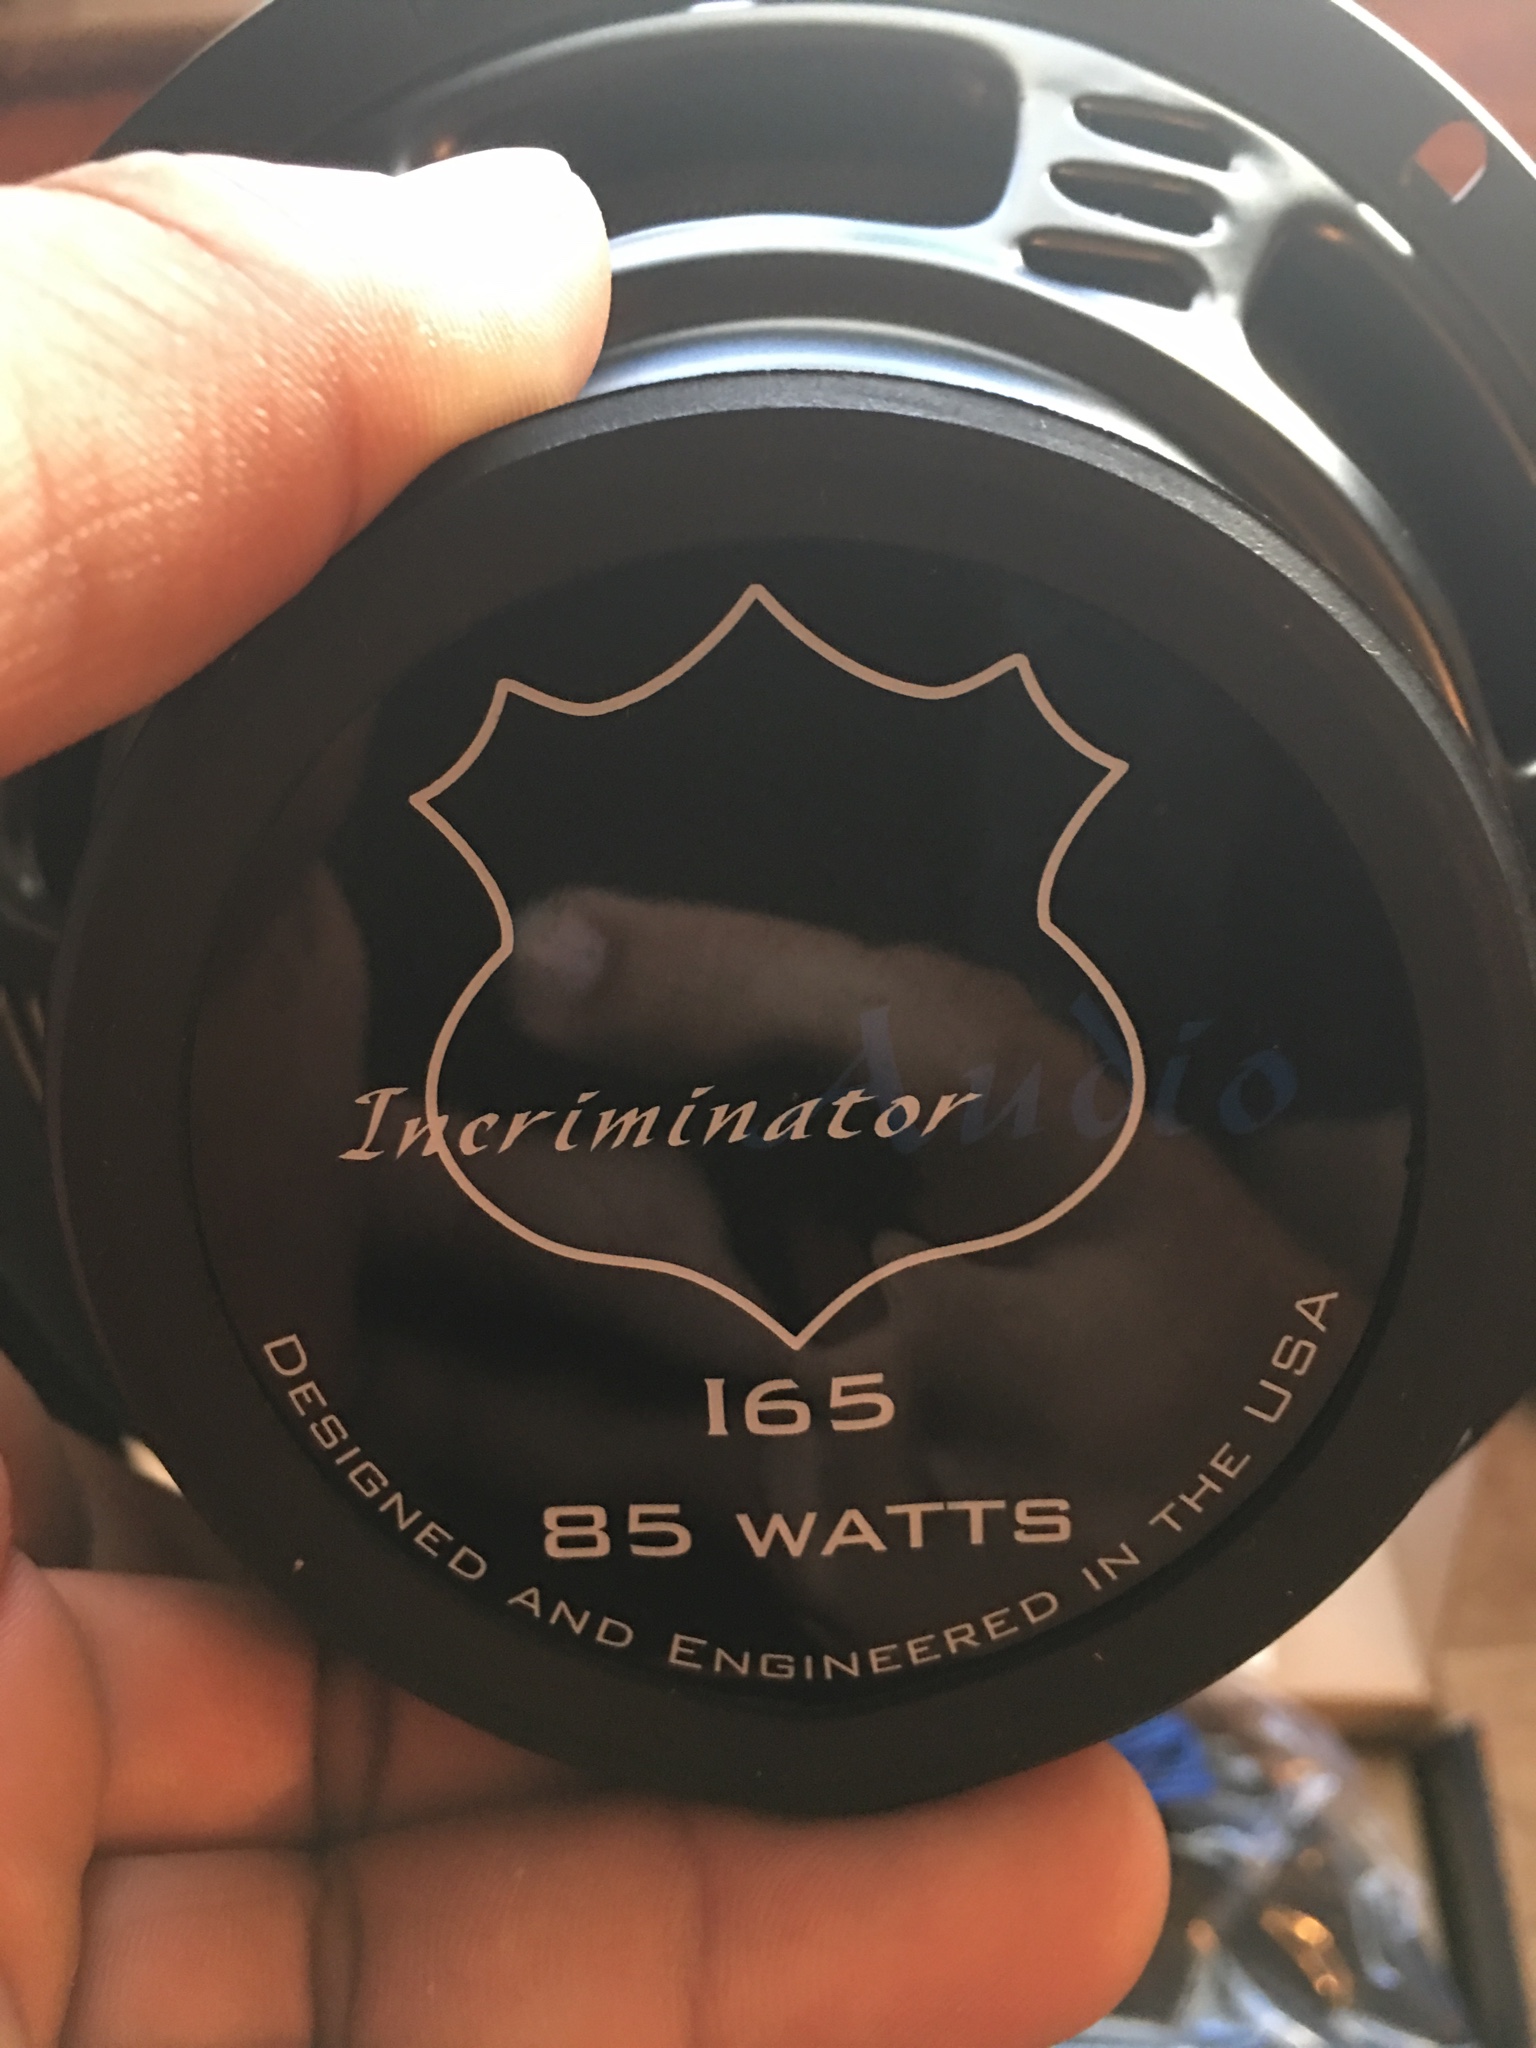 Incriminator Audio
I65
85 WATTS
DESIGNED AND ENGINEERED IN THE USA